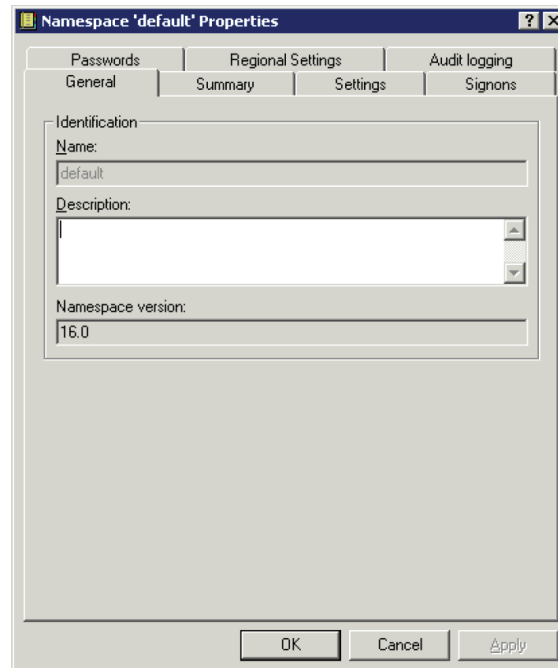 Namespace 'default' Properties
Passwords Regional Settings Audit logging
General Summary Settings Signons
Identification
Name:
default
Description:
Namespace version:
16.0
OK Cancel Apply